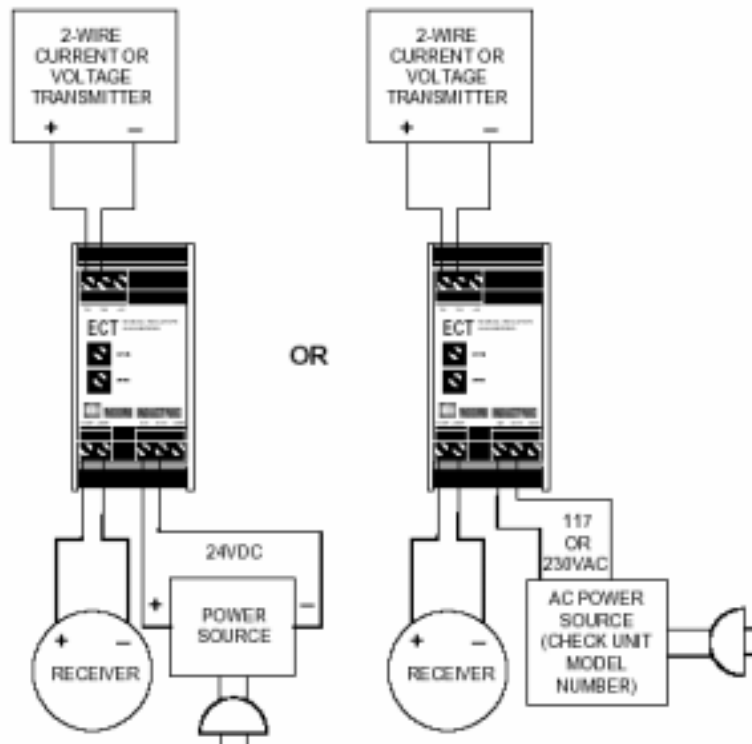 2-WIRE
CURRENT OR
VOLTAGE
TRANSMITTER
+ −
ECT
24VDC
+ −
POWER
SOURCE
+ −
RECEIVER
OR
2-WIRE
CURRENT OR
VOLTAGE
TRANSMITTER
+ −
ECT
117
OR
230VAC
AC POWER
SOURCE
(CHECK UNIT
MODEL
NUMBER)
+ −
RECEIVER